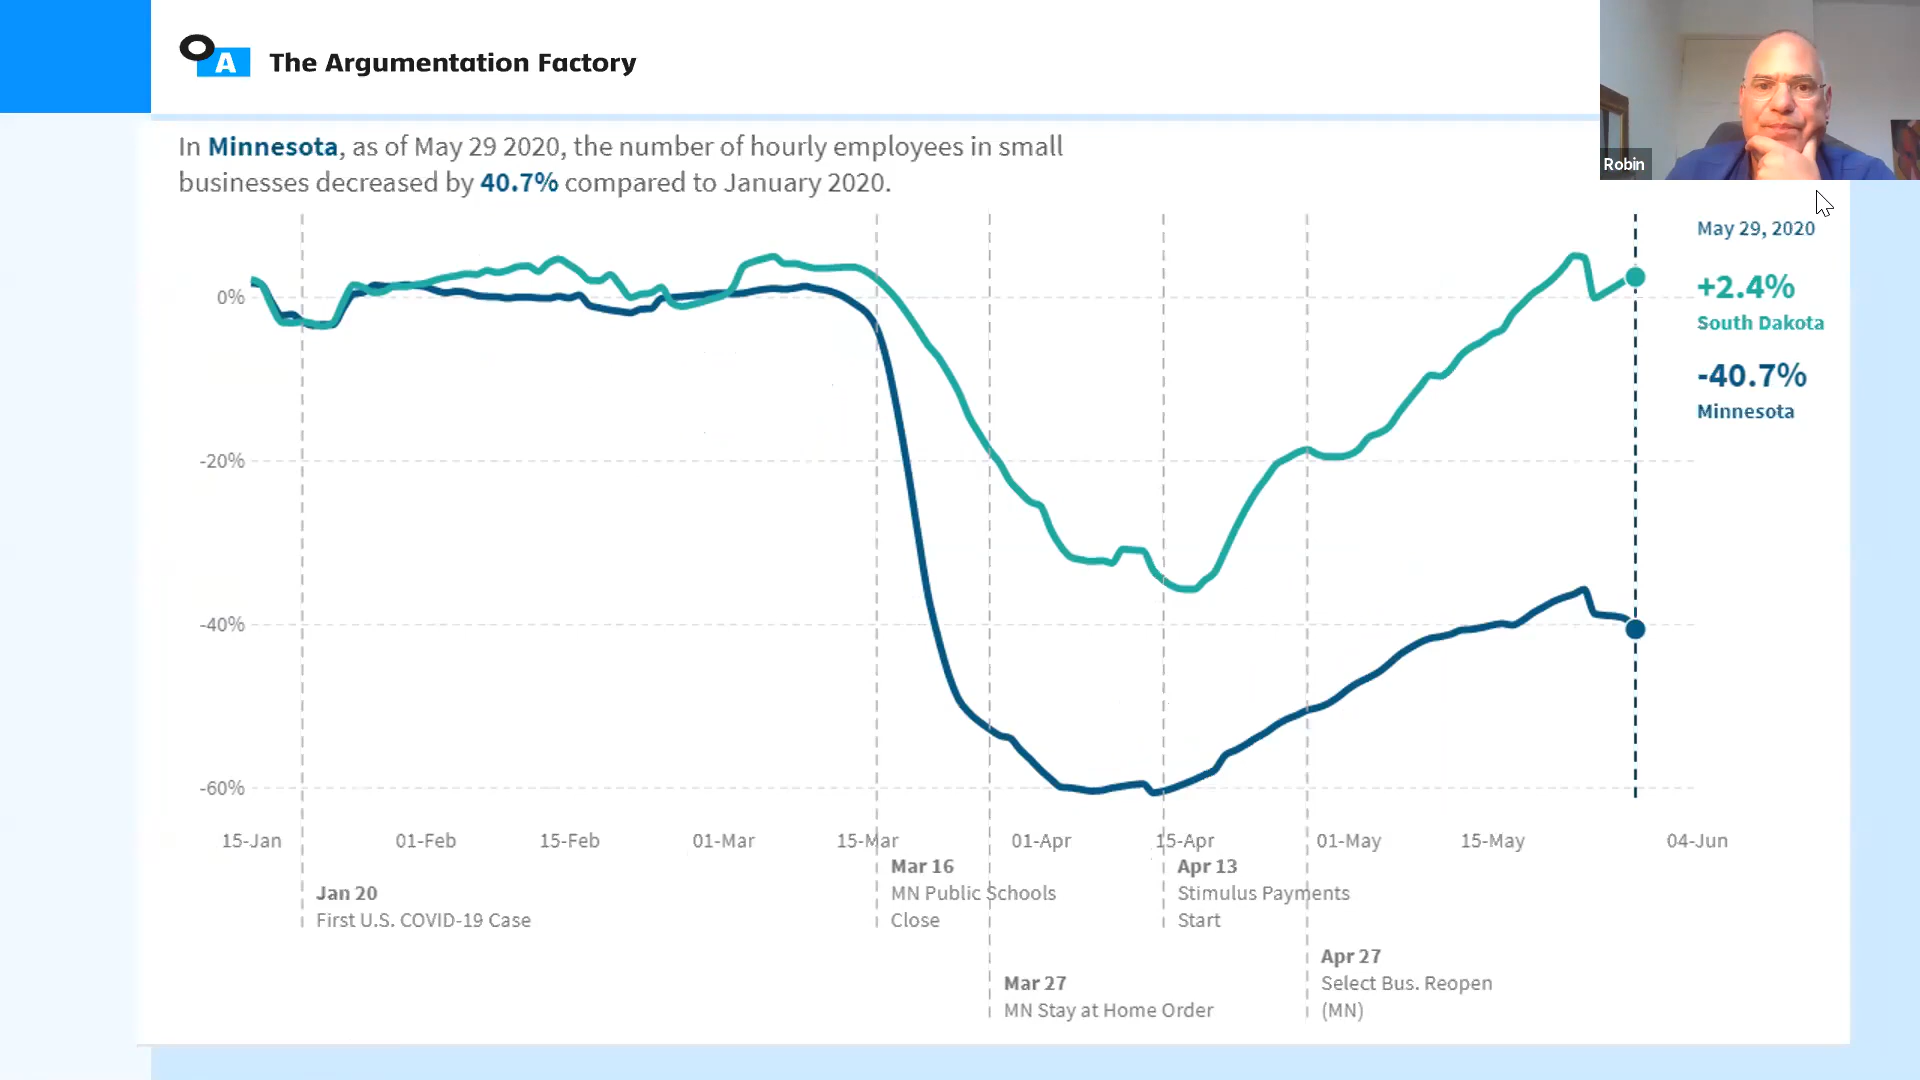 OA The Argumentation Factory
Robin
In Minnesota, as of May 29 2020, the number of hourly employees in small
businesses decreased by 40.7% compared to January 2020.
May 29, 2020
+2.4%
South Dakota
-40.7%
Minnesota
0%
-20%
-40%
-60%
15-Jan 01-Feb 15-Feb 01-Mar 15-Mar 01-Apr 15-Apr 01-May 15-May 04-Jun
Jan 20
First U.S. COVID-19 Case
Mar 16
MN Public Schools
Close
Mar 27
MN Stay at Home Order
Apr 13
Stimulus Payments
Start
Apr 27
Select Bus. Reopen
(MN)